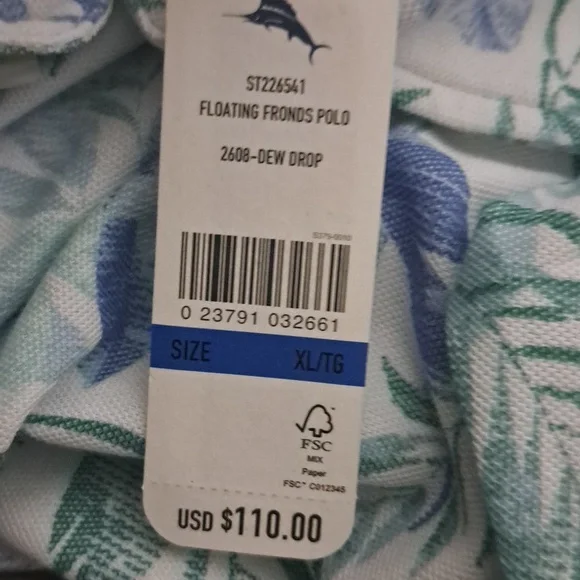 ST226541
FLOATING FRONDS POLO
2608-DEW DROP
0 23791 032661
SIZE XL/TG
FSC
MIX
Paper
FSC™ C012345
USD $110.00